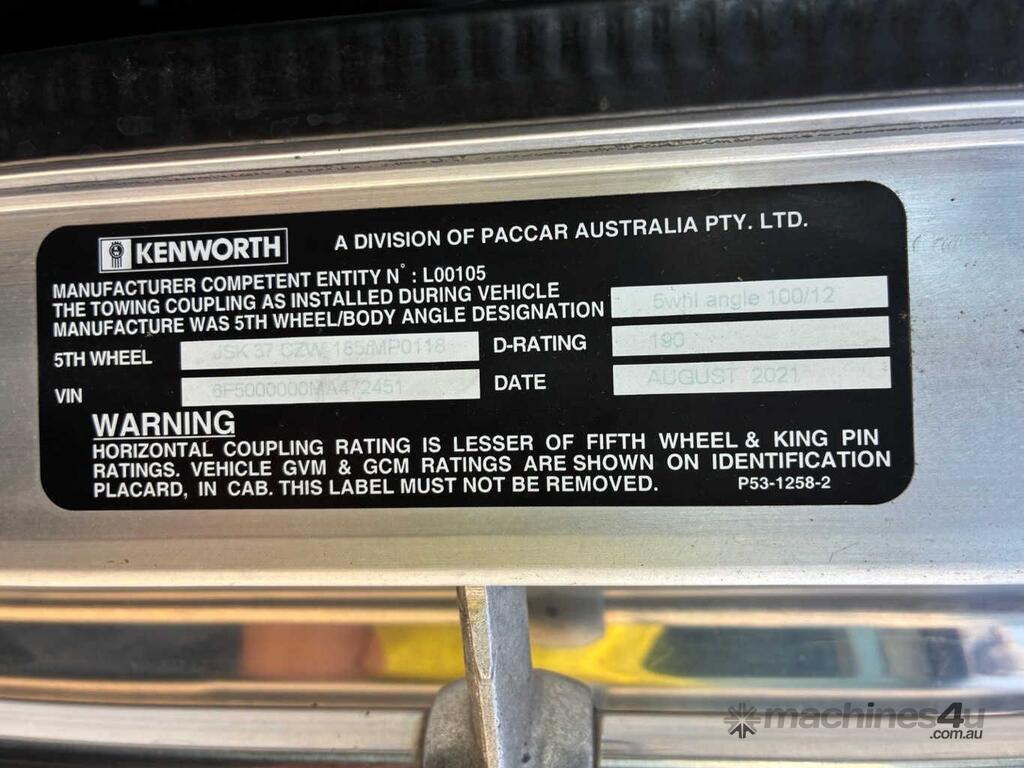 KENWORTH
A DIVISION OF PACCAR AUSTRALIA PTY. LTD.
MANUFACTURER COMPETENT ENTITY N° : L00105
THE TOWING COUPLING AS INSTALLED DURING VEHICLE
MANUFACTURE WAS 5TH WHEEL/BODY ANGLE DESIGNATION 5whl angle 100/12
5TH WHEEL JSK 37 CZW 185/MP0118 D-RATING 190
VIN 6F5000000MA472451 DATE AUGUST 2021
WARNING
HORIZONTAL COUPLING RATING IS LESSER OF FIFTH WHEEL & KING PIN
RATINGS. VEHICLE GVM & GCM RATINGS ARE SHOWN ON IDENTIFICATION
PLACARD, IN CAB. THIS LABEL MUST NOT BE REMOVED. P53-1258-2
machines4u
.com.au